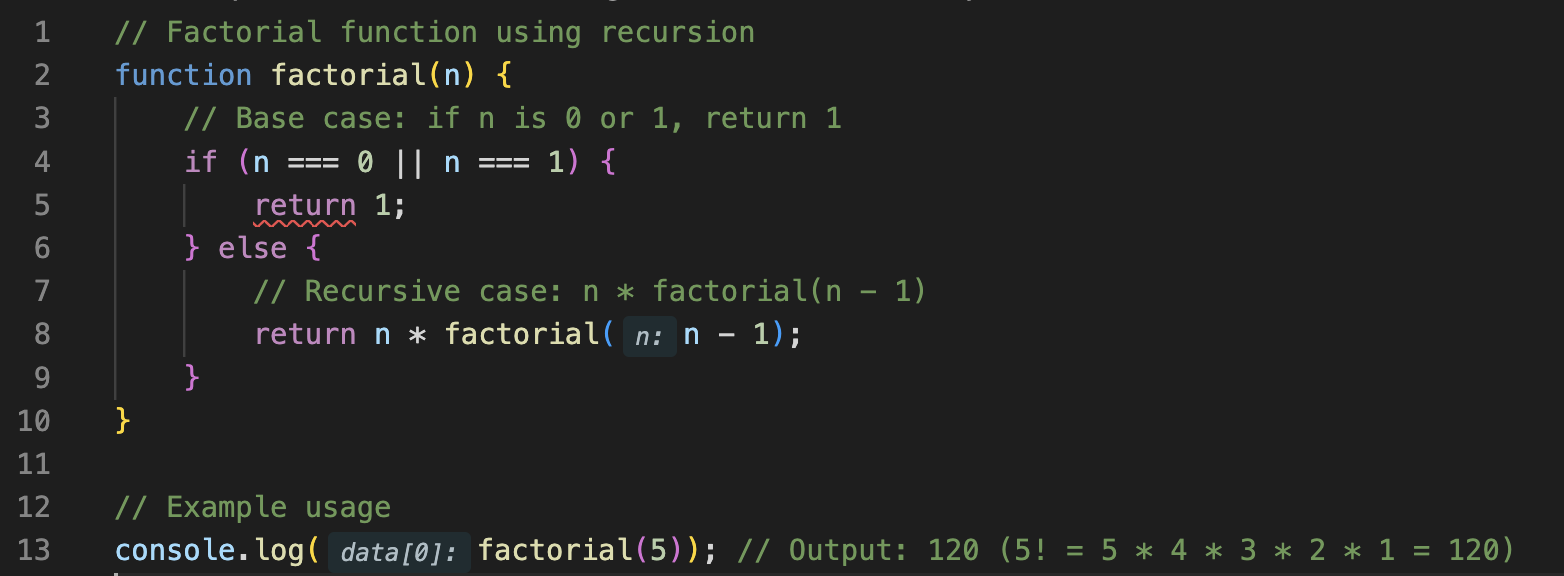 1 // Factorial function using recursion
2 function factorial(n) {
3     // Base case: if n is 0 or 1, return 1
4     if (n === 0 || n === 1) {
5         return 1;
6     } else {
7         // Recursive case: n * factorial(n - 1)
8         return n * factorial( n: n - 1);
9     }
10 }
11
12 // Example usage
13 console.log( data[0]: factorial(5)); // Output: 120 (5! = 5 * 4 * 3 * 2 * 1 = 120)